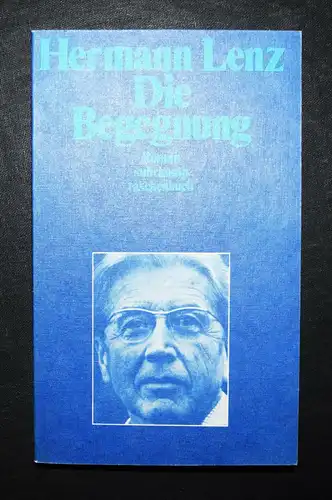 Hermann Lenz
Die
Begegnung
Roman
suhrkamp
taschenbuch